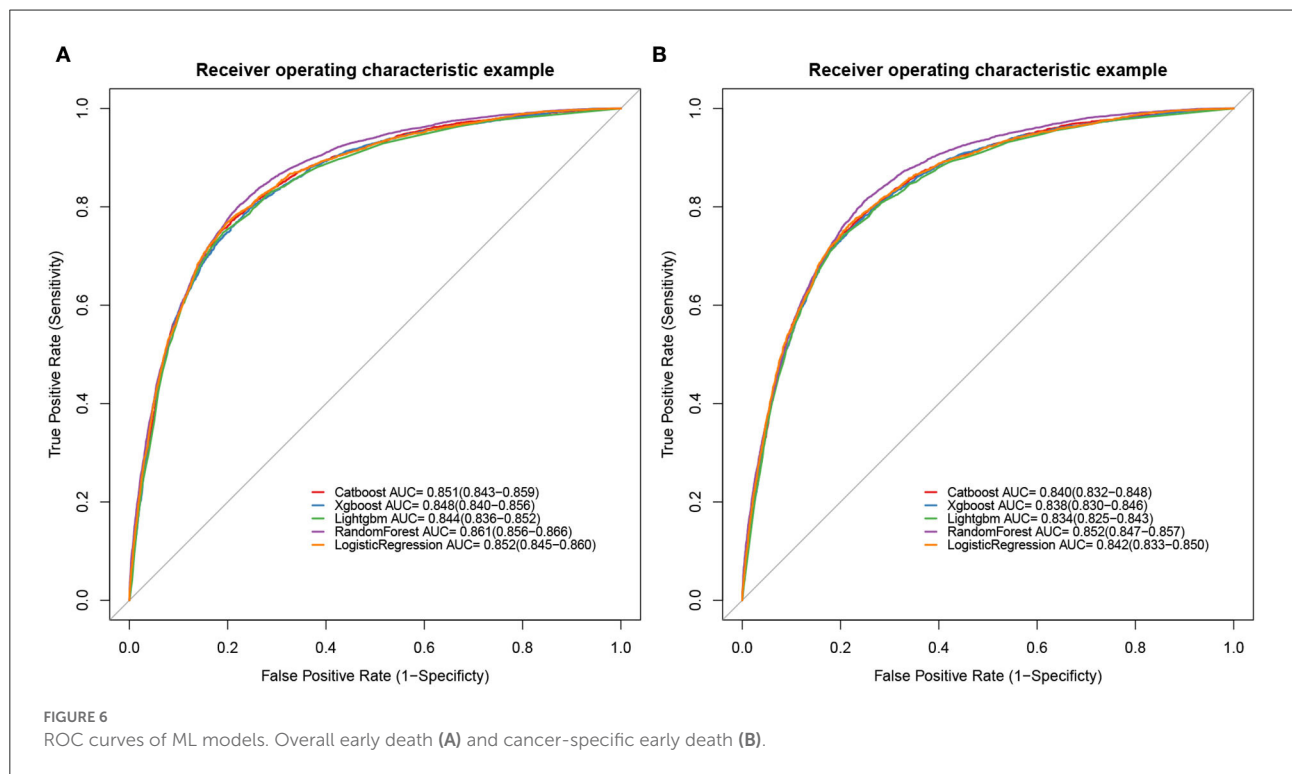 A
Receiver operating characteristic example
True Positive Rate (Sensitivity)
1.0
0.8
0.6
0.4
0.2
0.0
Catboost AUC= 0.851(0.843−0.859)
Xgboost AUC= 0.848(0.840−0.856)
Lightgbm AUC= 0.844(0.836−0.852)
RandomForest AUC= 0.861(0.856−0.866)
LogisticRegression AUC= 0.852(0.845−0.860)
0.0 0.2 0.4 0.6 0.8 1.0
False Positive Rate (1−Specificty)
B
Receiver operating characteristic example
True Positive Rate (Sensitivity)
1.0
0.8
0.6
0.4
0.2
0.0
Catboost AUC= 0.840(0.832−0.848)
Xgboost AUC= 0.838(0.830−0.846)
Lightgbm AUC= 0.834(0.825−0.843)
RandomForest AUC= 0.852(0.847−0.857)
LogisticRegression AUC= 0.842(0.833−0.850)
0.0 0.2 0.4 0.6 0.8 1.0
False Positive Rate (1−Specificty)
FIGURE 6
ROC curves of ML models. Overall early death (A) and cancer-specific early death (B).